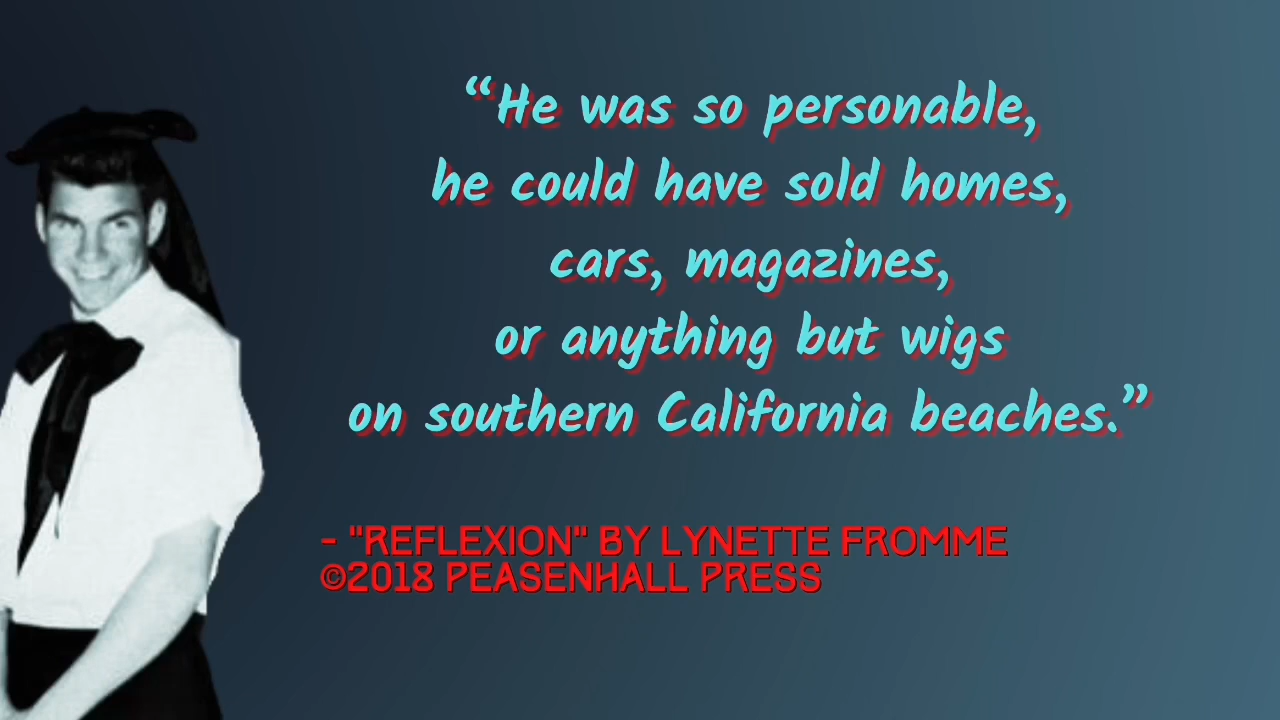 “He was so personable,
he could have sold homes,
cars, magazines,
or anything but wigs
on southern California beaches.”
- "REFLEXION" BY LYNETTE FROMME
©2018 PEASENHALL PRESS